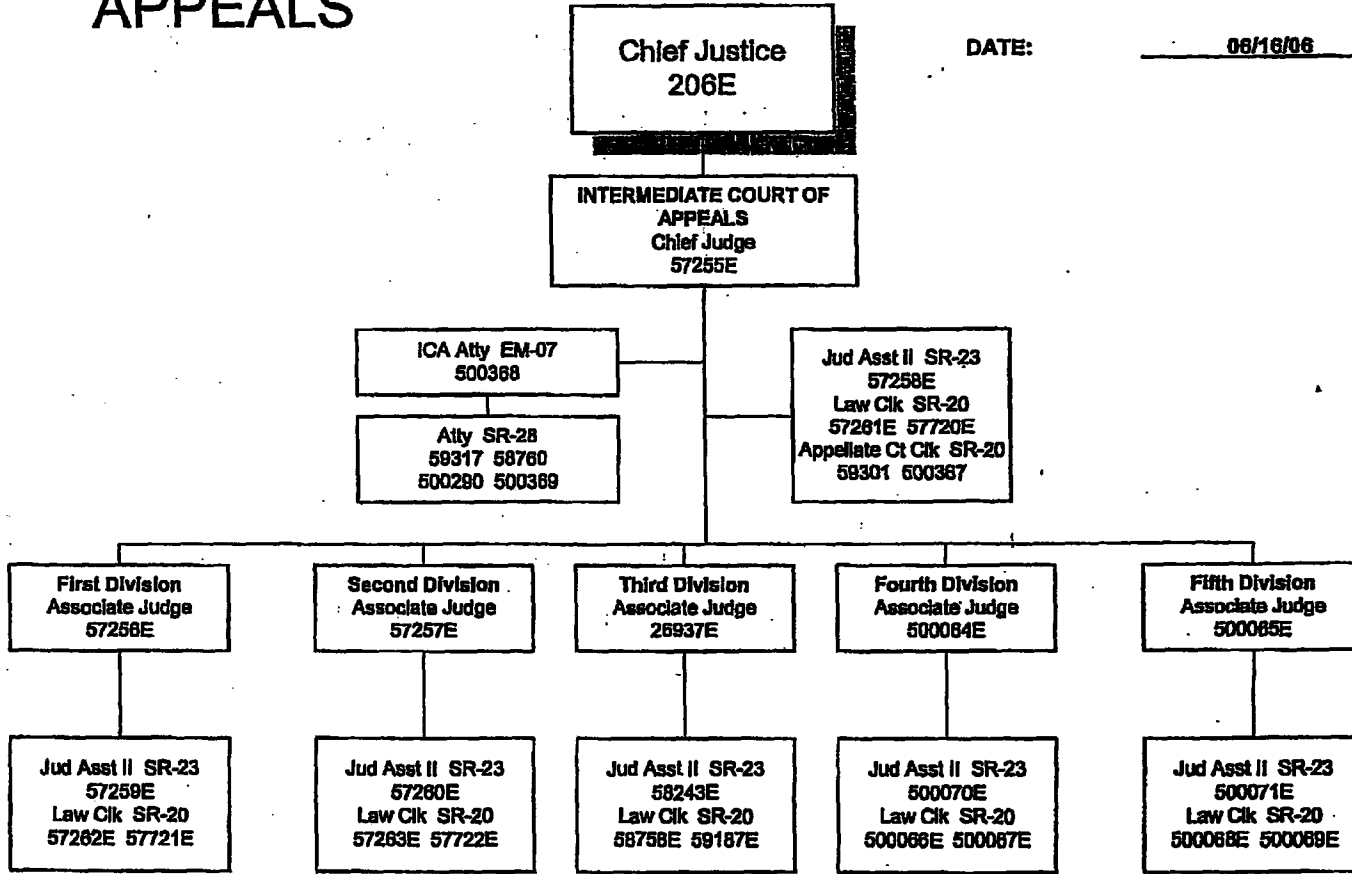 APPEALS
DATE: 06/16/06
Chief Justice
206E
INTERMEDIATE COURT OF
APPEALS
Chief Judge
57255E
ICA Atty EM-07
500368
Atty SR-28
59317 58760
500290 500369
Jud Asst II SR-23
57258E
Law Clk SR-20
57261E 57720E
Appellate Ct Clk SR-20
59301 500367
First Division
Associate Judge
57256E
Second Division
Associate Judge
57257E
Third Division
Associate Judge
26937E
Fourth Division
Associate Judge
500064E
Fifth Division
Associate Judge
500065E
Jud Asst II SR-23
57259E
Law Clk SR-20
57262E 57721E
Jud Asst II SR-23
57260E
Law Clk SR-20
57263E 57722E
Jud Asst II SR-23
58243E
Law Clk SR-20
58758E 59187E
Jud Asst II SR-23
500070E
Law Clk SR-20
500066E 500067E
Jud Asst II SR-23
500071E
Law Clk SR-20
500068E 500069E